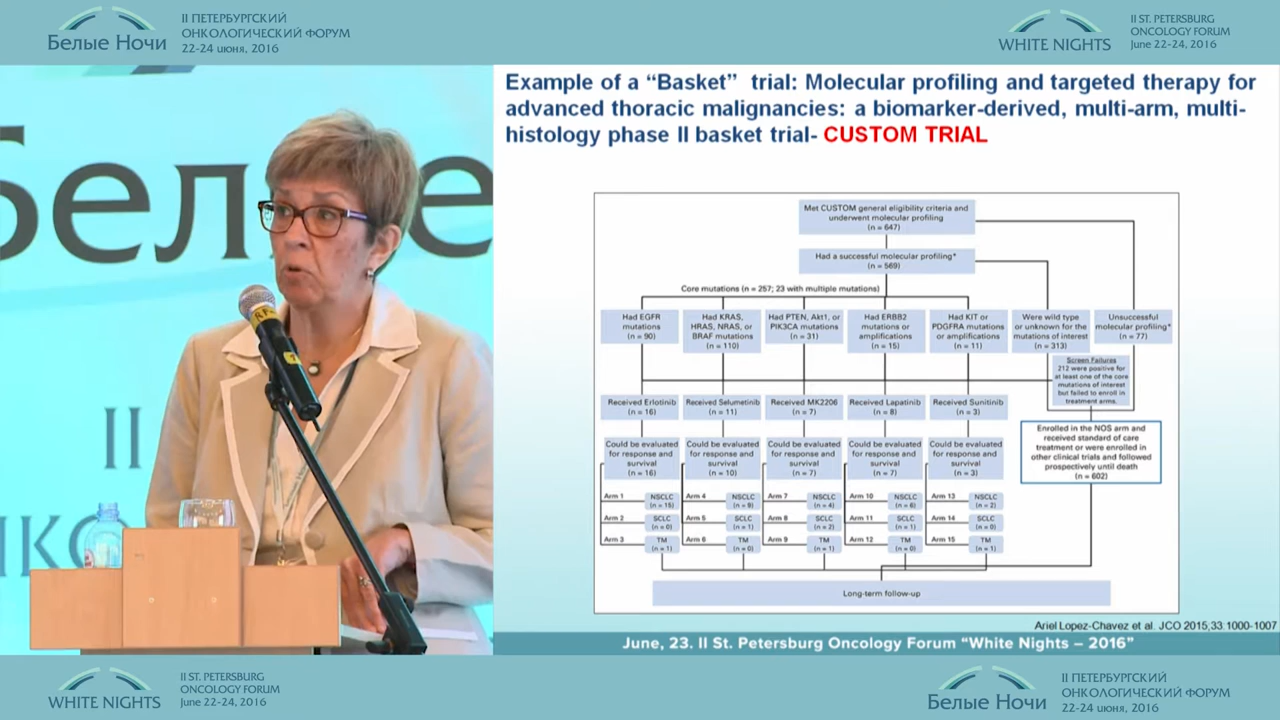 II ПЕТЕРБУРГСКИЙ
ОНКОЛОГИЧЕСКИЙ ФОРУМ
22-24 июня, 2016
Белые Ночи
WHITE NIGHTS
II ST. PETERSBURG
ONCOLOGY FORUM
June 22-24, 2016
Example of a “Basket” trial: Molecular profiling and targeted therapy for
advanced thoracic malignancies: a biomarker-derived, multi-arm, multi-
histology phase II basket trial- CUSTOM TRIAL
Met CUSTOM general eligibility criteria and
underwent molecular profiling
(n = 647)
Had a successful molecular profiling*
(n = 569)
Core mutations (n = 257; 23 with multiple mutations)
Had EGFR
mutations
(n = 90)
Had KRAS,
HRAS, NRAS, or
BRAF mutations
(n = 110)
Had PTEN, Akt1, or
PIK3CA mutations
(n = 31)
Had ERBB2
mutations or
amplifications
(n = 15)
Had KIT or
PDGFRA mutations
or amplifications
(n = 11)
Were wild type
or unknown for the
mutations of interest
(n = 313)
Unsuccessful
molecular profiling*
(n = 77)
Screen Failures
212 were positive for
at least one of the core
mutations of interest
but failed to enroll in
treatment arms.
Received Erlotinib
(n = 16)
Received Selumetinib
(n = 11)
Received MK2206
(n = 7)
Received Lapatinib
(n = 8)
Received Sunitinib
(n = 3)
Enrolled in the NOS arm and
received standard of care
treatment or were enrolled in
other clinical trials and followed
prospectively until death
(n = 602)
Could be evaluated
for response and
survival
(n = 16)
Could be evaluated
for response and
survival
(n = 10)
Could be evaluated
for response and
survival
(n = 7)
Could be evaluated
for response and
survival
(n = 7)
Could be evaluated
for response and
survival
(n = 3)
Arm 1 NSCLC (n = 15)
Arm 2 SCLC (n = 0)
Arm 3 TM (n = 1)
Arm 4 NSCLC (n = 9)
Arm 5 SCLC (n = 1)
Arm 6 TM (n = 0)
Arm 7 NSCLC (n = 4)
Arm 8 SCLC (n = 2)
Arm 9 TM (n = 1)
Arm 10 NSCLC (n = 6)
Arm 11 SCLC (n = 1)
Arm 12 TM (n = 0)
Arm 13 NSCLC (n = 2)
Arm 14 SCLC (n = 0)
Arm 15 TM (n = 1)
Long-term follow-up
Ariel Lopez-Chavez et al. JCO 2015,33:1000-1007
June, 23. II St. Petersburg Oncology Forum “White Nights – 2016”
WHITE NIGHTS
II ST. PETERSBURG
ONCOLOGY FORUM
June 22-24, 2016
Белые Ночи
II ПЕТЕРБУРГСКИЙ
ОНКОЛОГИЧЕСКИЙ ФОРУМ
22-24 июня, 2016